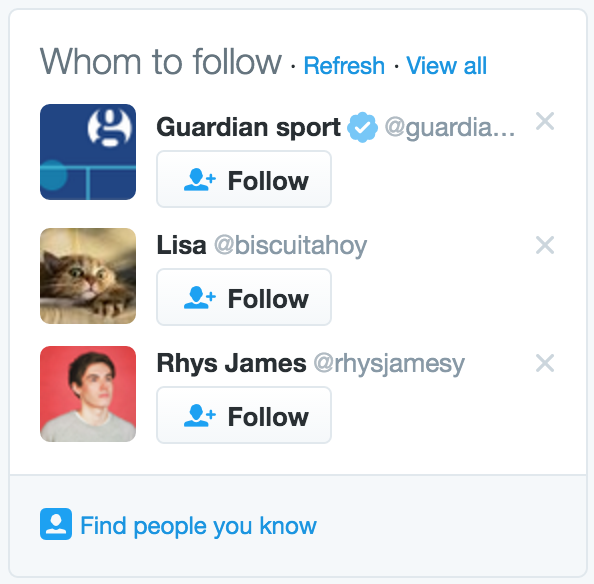 Whom to follow · Refresh · View all
Guardian sport @guardia...
Follow
Lisa @biscuitahoy
Follow
Rhys James @rhysjamesy
Follow
Find people you know